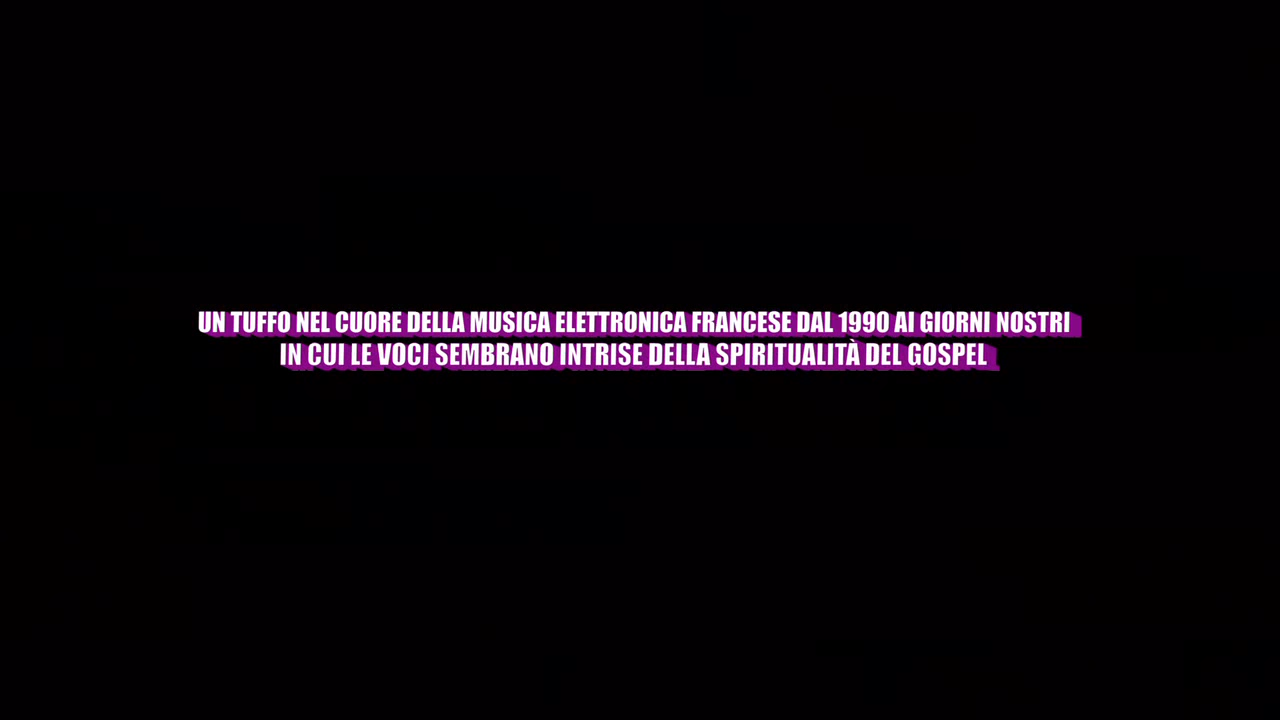 UN TUFFO NEL CUORE DELLA MUSICA ELETTRONICA FRANCESE DAL 1990 AI GIORNI NOSTRI
IN CUI LE VOCI SEMBRANO INTRISE DELLA SPIRITUALITÀ DEL GOSPEL